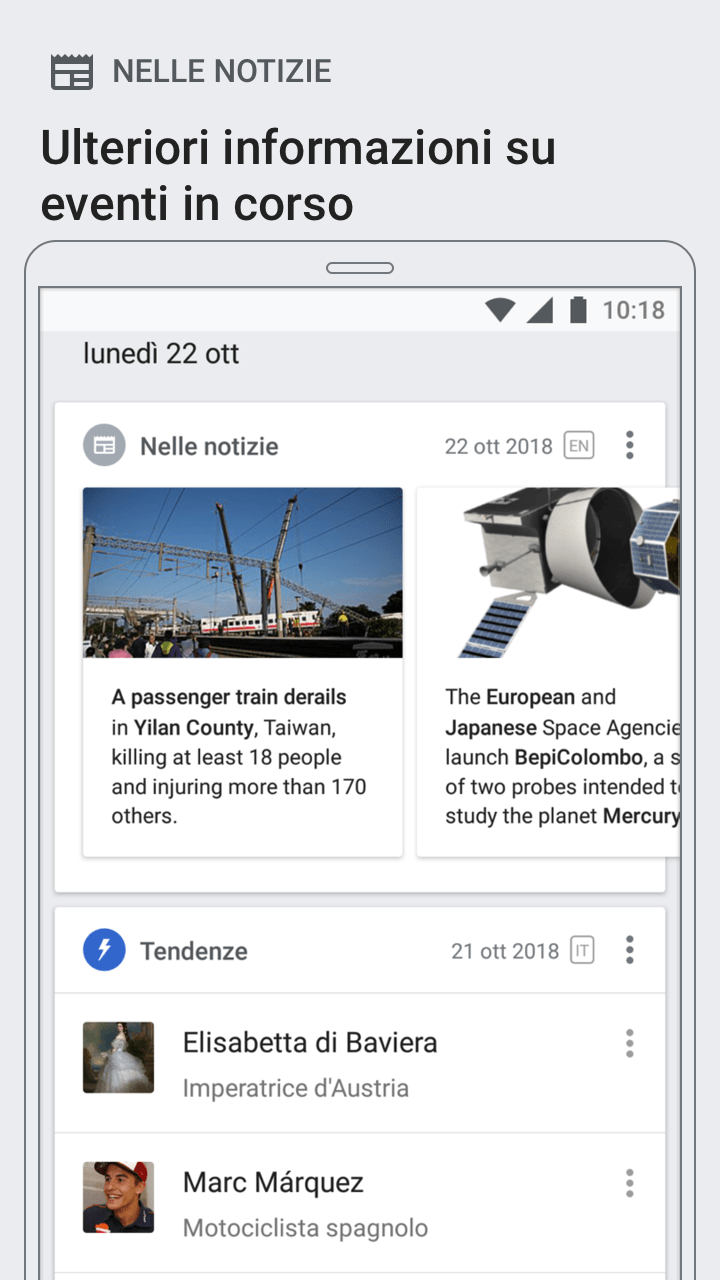 NELLE NOTIZIE
Ulteriori informazioni su
eventi in corso
10:18
lunedì 22 ott
Nelle notizie
22 ott 2018 EN
A passenger train derails
in Yilan County, Taiwan,
killing at least 18 people
and injuring more than 170
others.
The European and
Japanese Space Agencie
launch BepiColombo, a s
of two probes intended t
study the planet Mercury
Tendenze
21 ott 2018 IT
Elisabetta di Baviera
Imperatrice d'Austria
Marc Márquez
Motociclista spagnolo